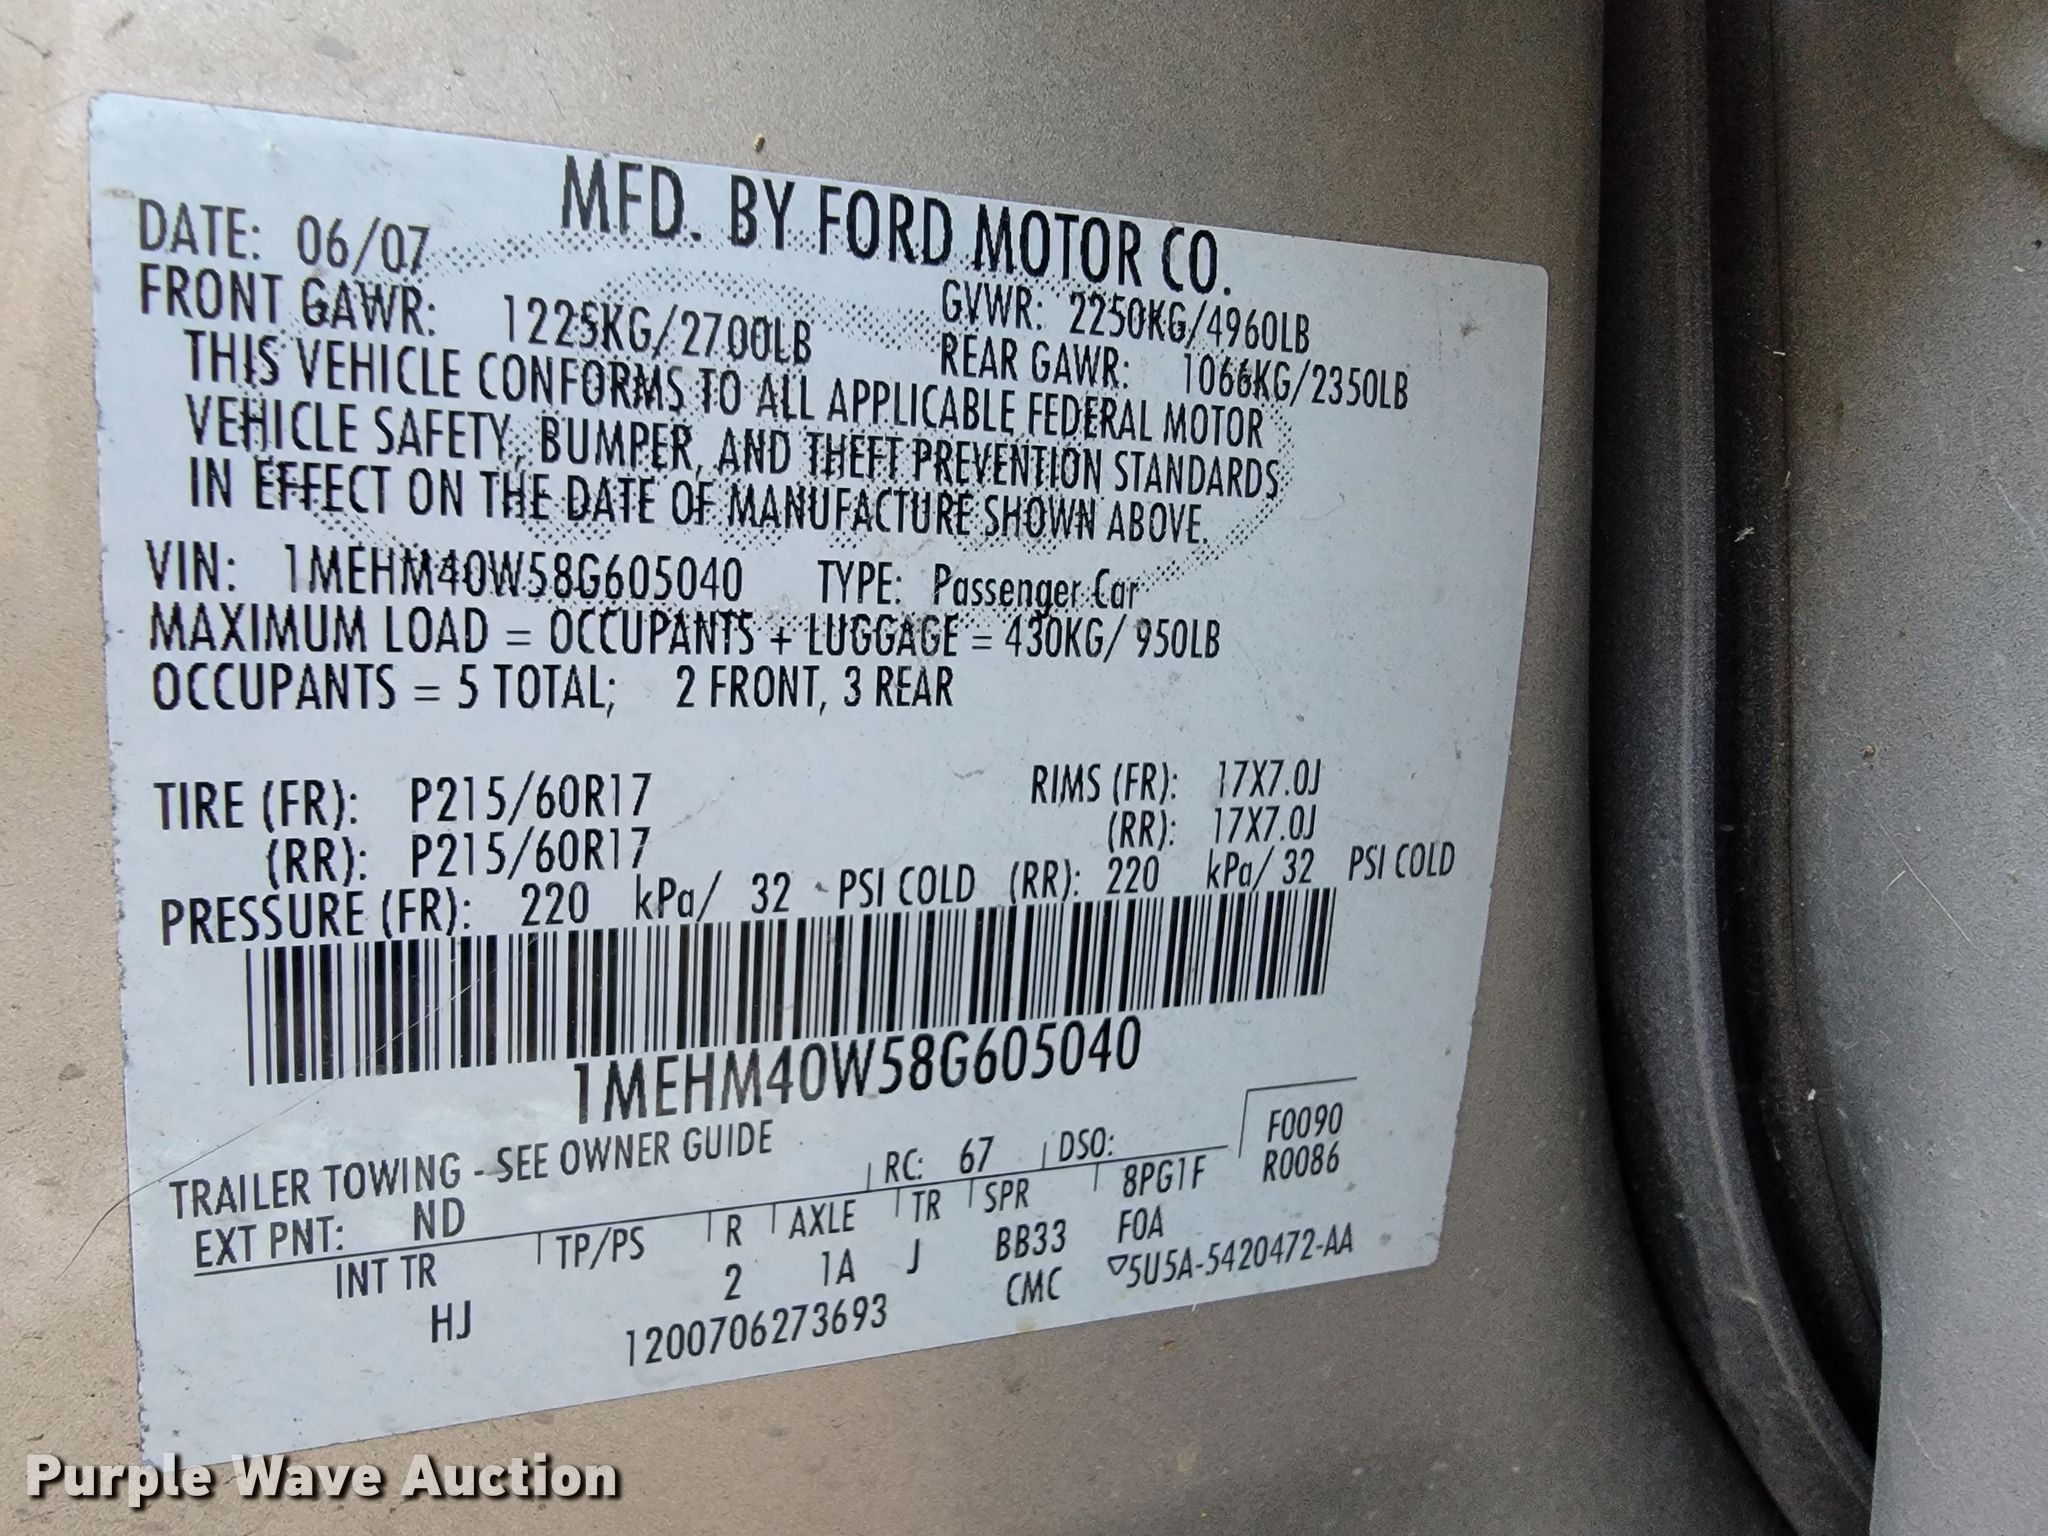 MFD. BY FORD MOTOR CO.
DATE: 06/07
GVWR: 2250KG/4960LB
FRONT GAWR: 1225KG/2700LB
REAR GAWR: 1066KG/2350LB
THIS VEHICLE CONFORMS TO ALL APPLICABLE FEDERAL MOTOR
VEHICLE SAFETY, BUMPER, AND THEFT PREVENTION STANDARDS
IN EFFECT ON THE DATE OF MANUFACTURE SHOWN ABOVE.
VIN: 1MEHM40W58G605040 TYPE: Passenger Car
MAXIMUM LOAD = OCCUPANTS + LUGGAGE = 430KG/ 950LB
OCCUPANTS = 5 TOTAL; 2 FRONT, 3 REAR
TIRE (FR): P215/60R17 RIMS (FR): 17X7.0J
(RR): P215/60R17 (RR): 17X7.0J
PRESSURE (FR): 220 kPa/ 32 PSI COLD (RR): 220 kPa/ 32 PSI COLD
1MEHM40W58G605040
TRAILER TOWING - SEE OWNER GUIDE
F0090
EXT PNT: ND RC: 67 DSO: R0086
INT TR TP/PS R AXLE TR SPR 8PG1F
HJ 2 1A J BB33 F0A
1200706273693 CMC ▽5U5A-5420472-AA
Purple Wave Auction